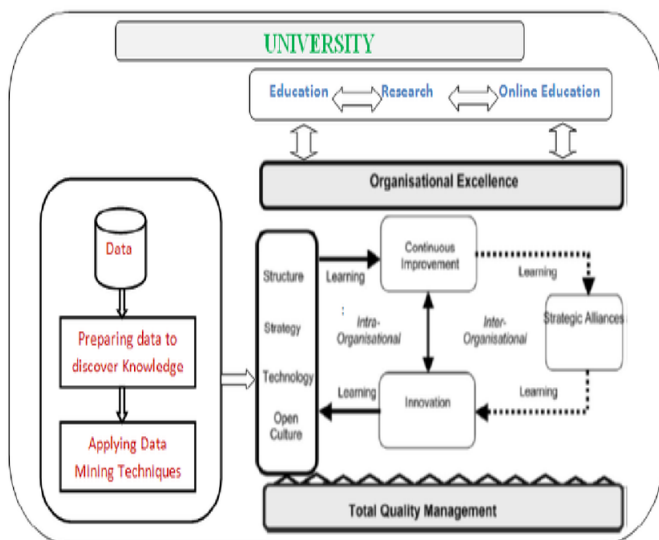 UNIVERSITY
Education
Research
Online Education
Organisational Excellence
Data
Preparing data to
discover Knowledge
Applying Data
Mining Techniques
Structure
Strategy
Technology
Open
Culture
Learning
Continuous
Improvement
Learning
:
Intra-
Organisational
Inter-
Organisational
Strategic Alliances
Learning
Innovation
Learning
Total Quality Management